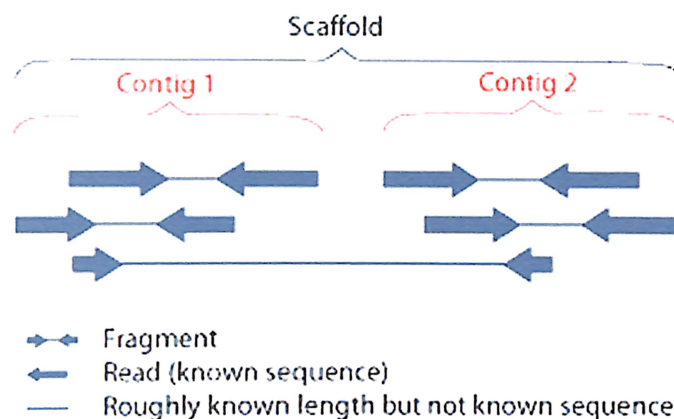 Scaffold
Contig 1
Contig 2
Fragment
Read (known sequence)
Roughly known length but not known sequence